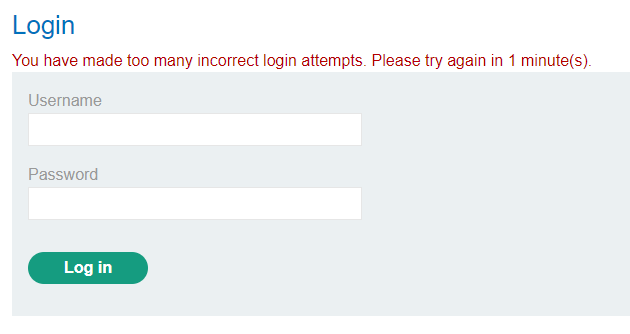 Login
You have made too many incorrect login attempts. Please try again in 1 minute(s).
Username
Password
Log in